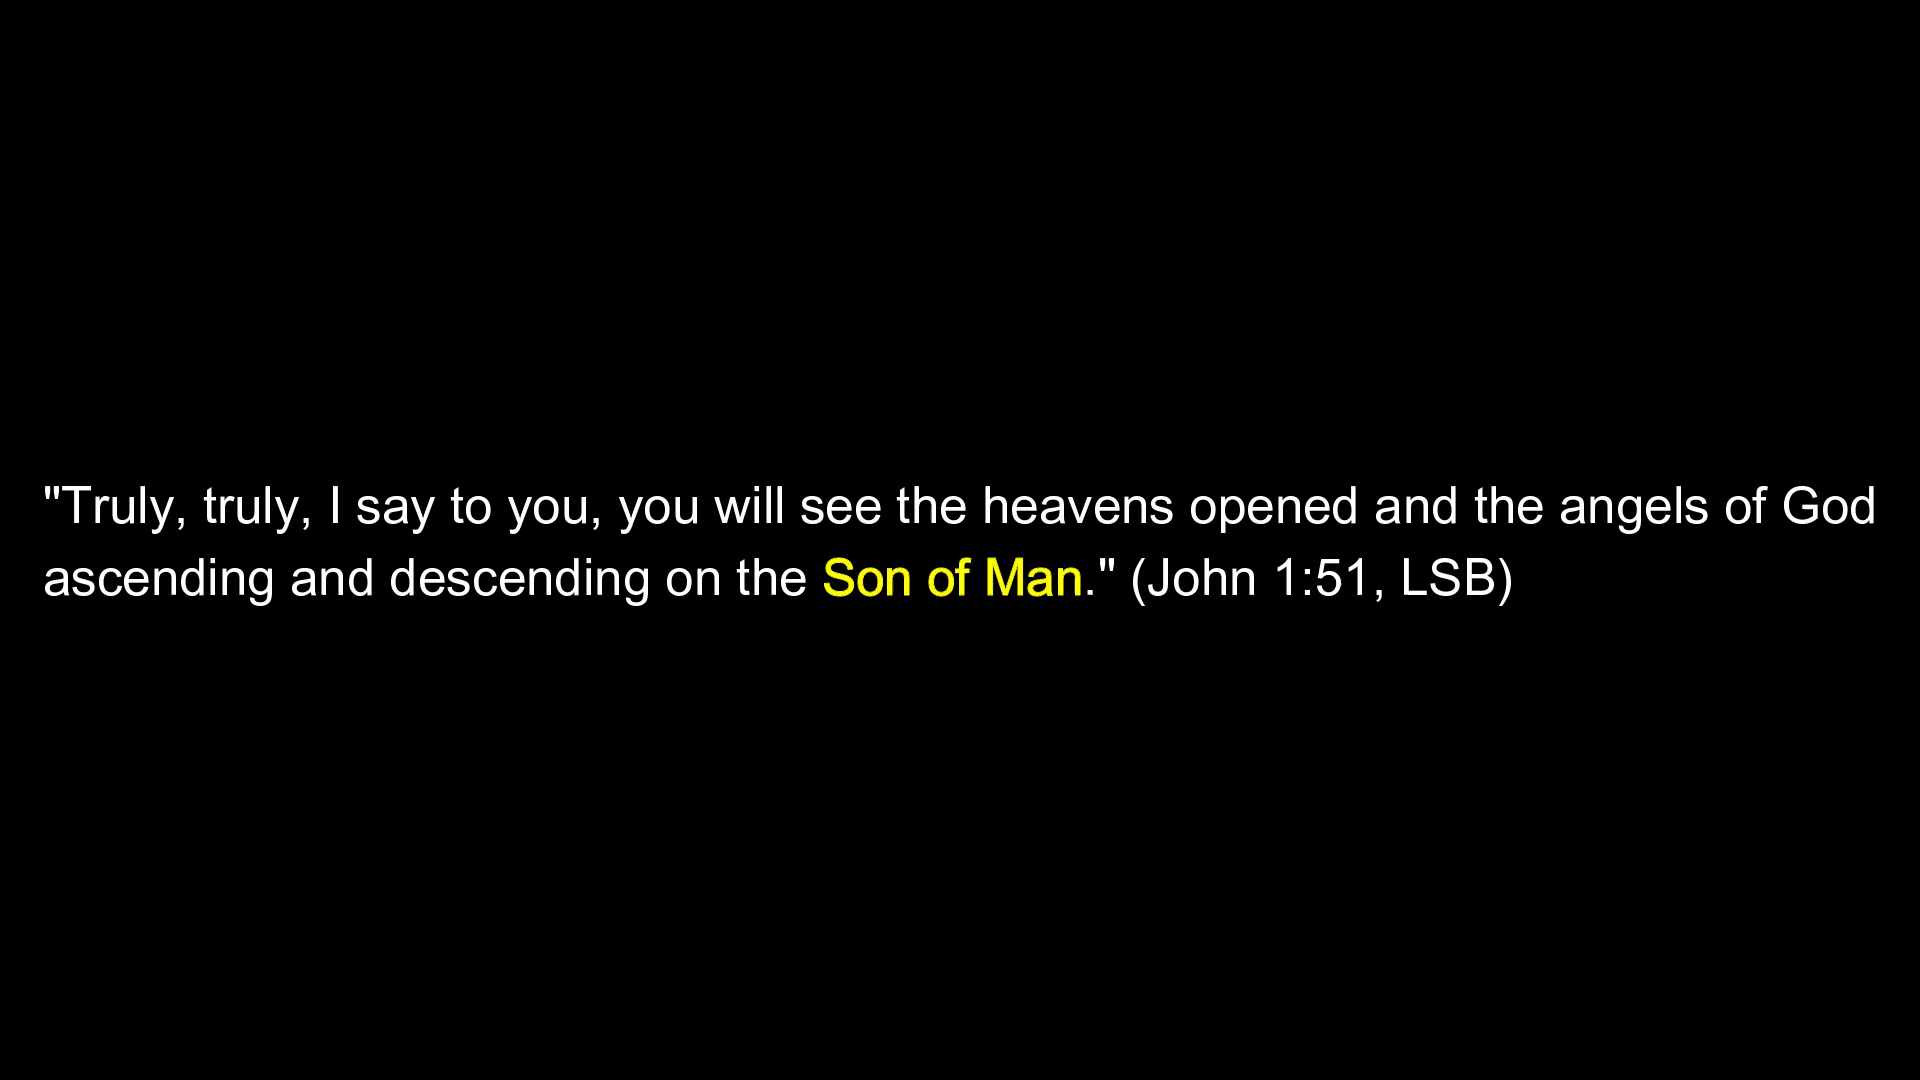 "Truly, truly, I say to you, you will see the heavens opened and the angels of God
ascending and descending on the Son of Man." (John 1:51, LSB)